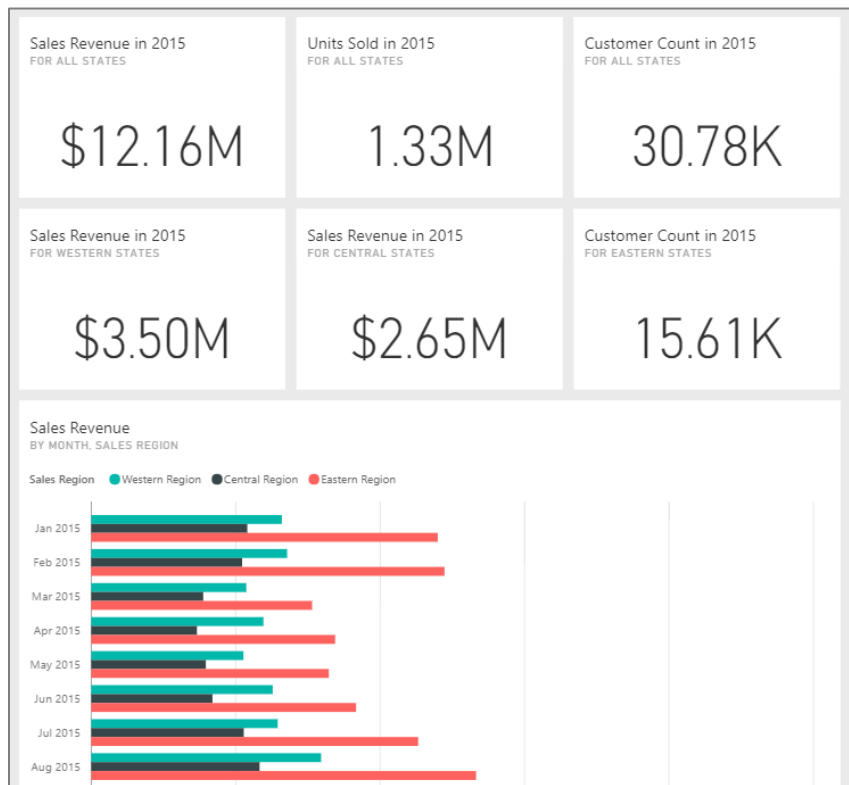 Sales Revenue in 2015
FOR ALL STATES
$12.16M
Units Sold in 2015
FOR ALL STATES
1.33M
Customer Count in 2015
FOR ALL STATES
30.78K
Sales Revenue in 2015
FOR WESTERN STATES
$3.50M
Sales Revenue in 2015
FOR CENTRAL STATES
$2.65M
Customer Count in 2015
FOR EASTERN STATES
15.61K
Sales Revenue
BY MONTH, SALES REGION
Sales Region Western Region Central Region Eastern Region
Jan 2015
Feb 2015
Mar 2015
Apr 2015
May 2015
Jun 2015
Jul 2015
Aug 2015